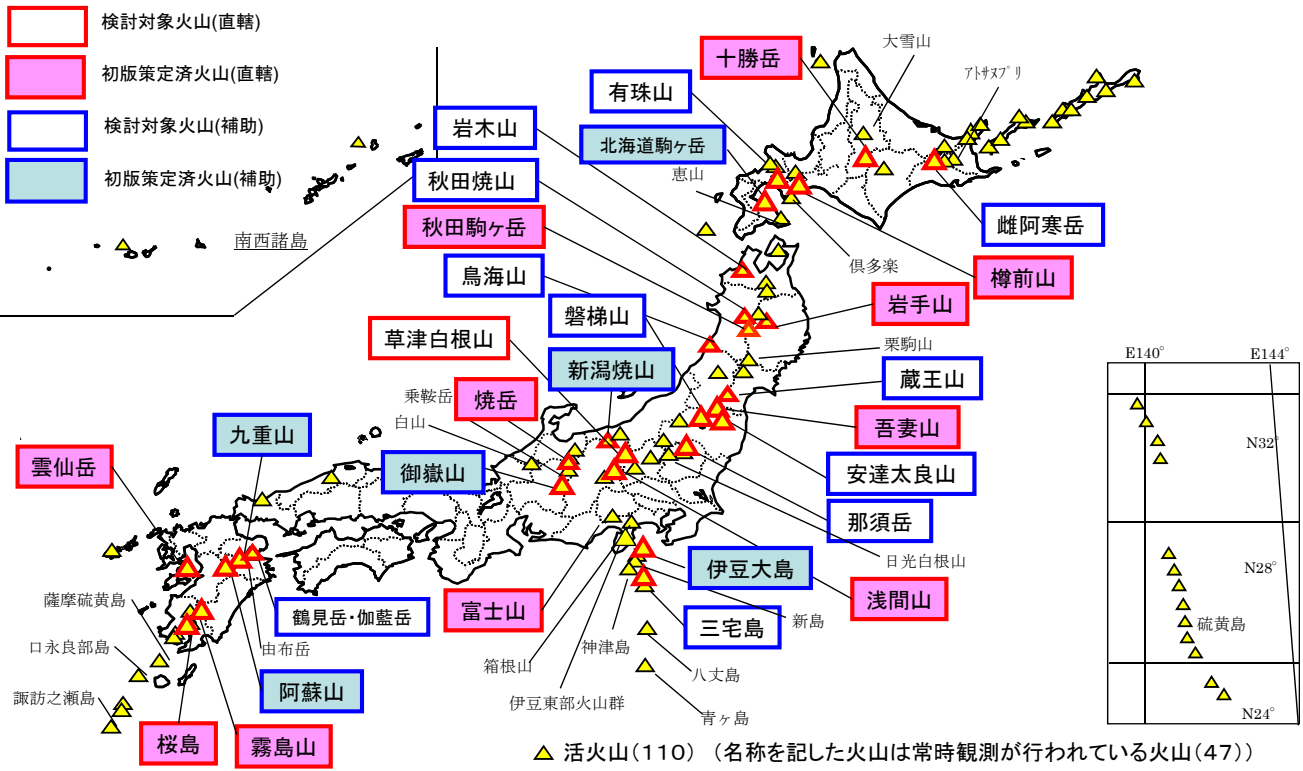 検討対象火山(直轄)
初版策定済火山(直轄)
検討対象火山(補助)
初版策定済火山(補助)
南西諸島
十勝岳
大雪山
アトサヌプリ
有珠山
岩木山
北海道駒ヶ岳
恵山
秋田焼山
秋田駒ヶ岳
雌阿寒岳
倶多楽
樽前山
鳥海山
岩手山
磐梯山
草津白根山
栗駒山
新潟焼山
蔵王山
乗鞍岳
焼岳
白山
吾妻山
九重山
御嶽山
雲仙岳
安達太良山
那須岳
日光白根山
伊豆大島
浅間山
薩摩硫黄島
鶴見岳・伽藍岳
富士山
新島
三宅島
口永良部島
由布岳
神津島
箱根山
八丈島
阿蘇山
諏訪之瀬島
伊豆東部火山群
青ヶ島
桜島
霧島山
E140°
E144°
N32°
N28°
硫黄島
N24°
活火山(110) (名称を記した火山は常時観測が行われている火山(47))